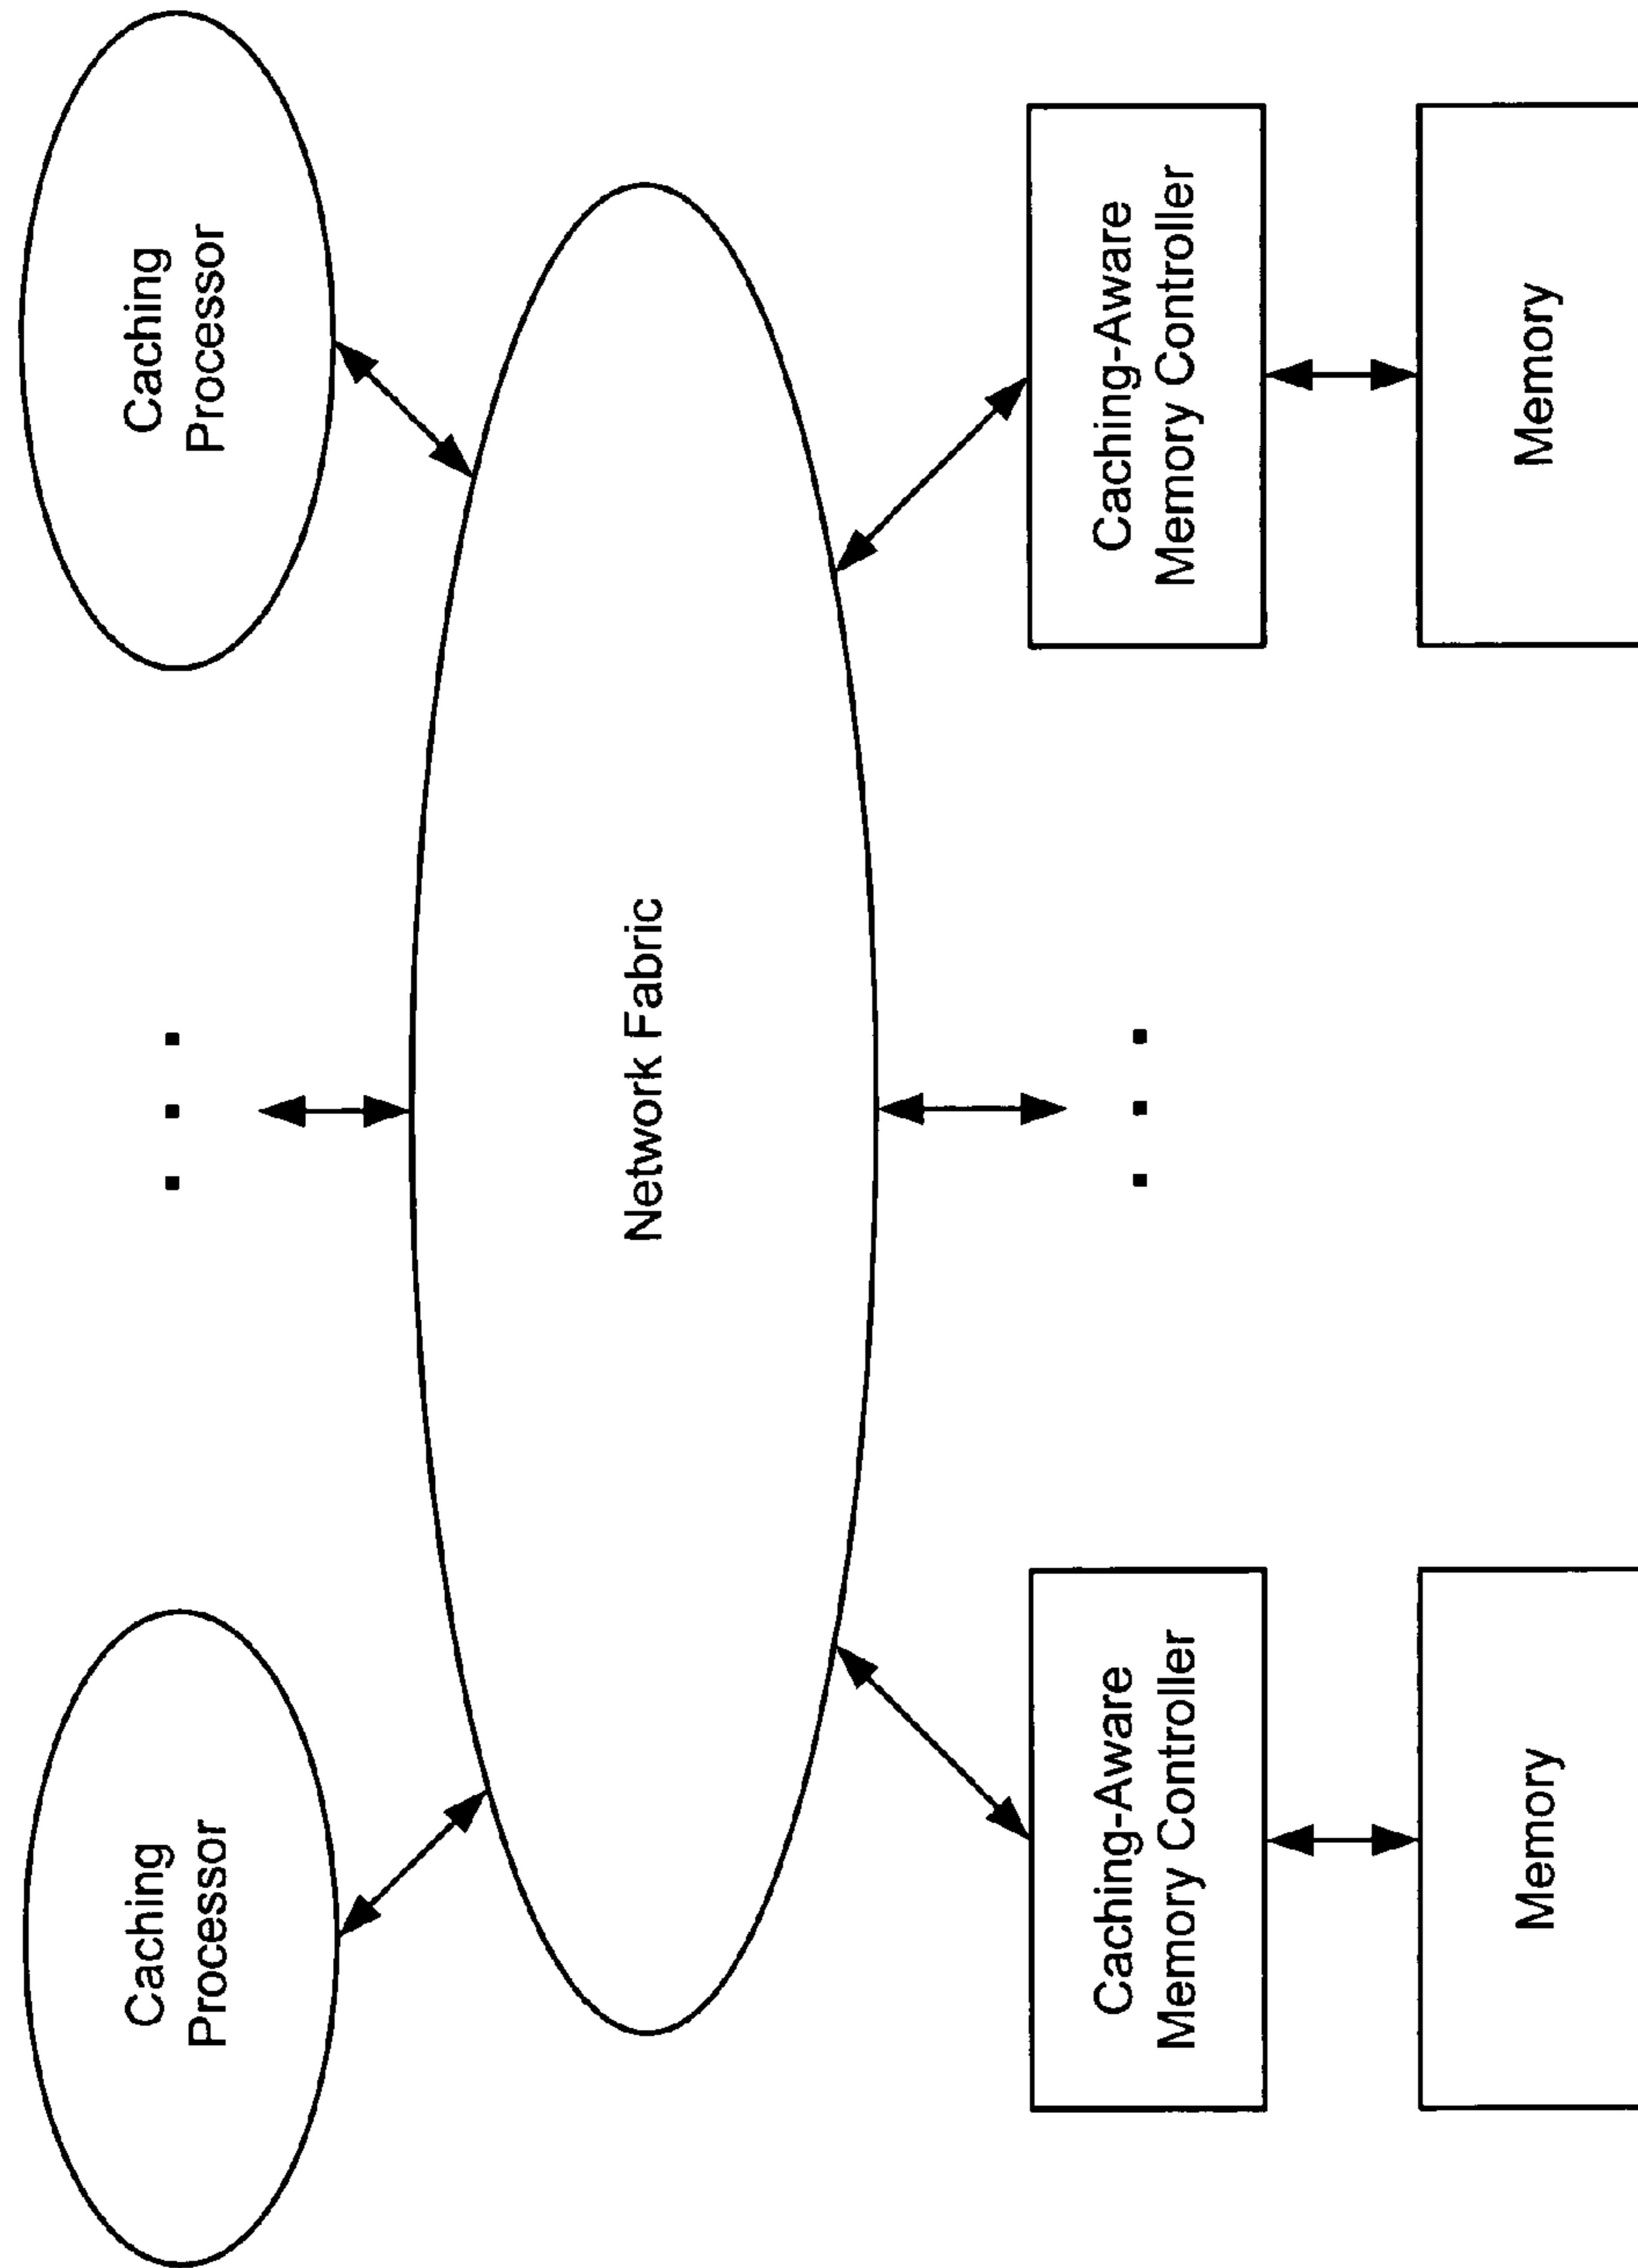 Caching
Processor
Caching
Processor
Network Fabric
Caching-Aware
Memory Controller
Caching-Aware
Memory Controller
Memory
Memory